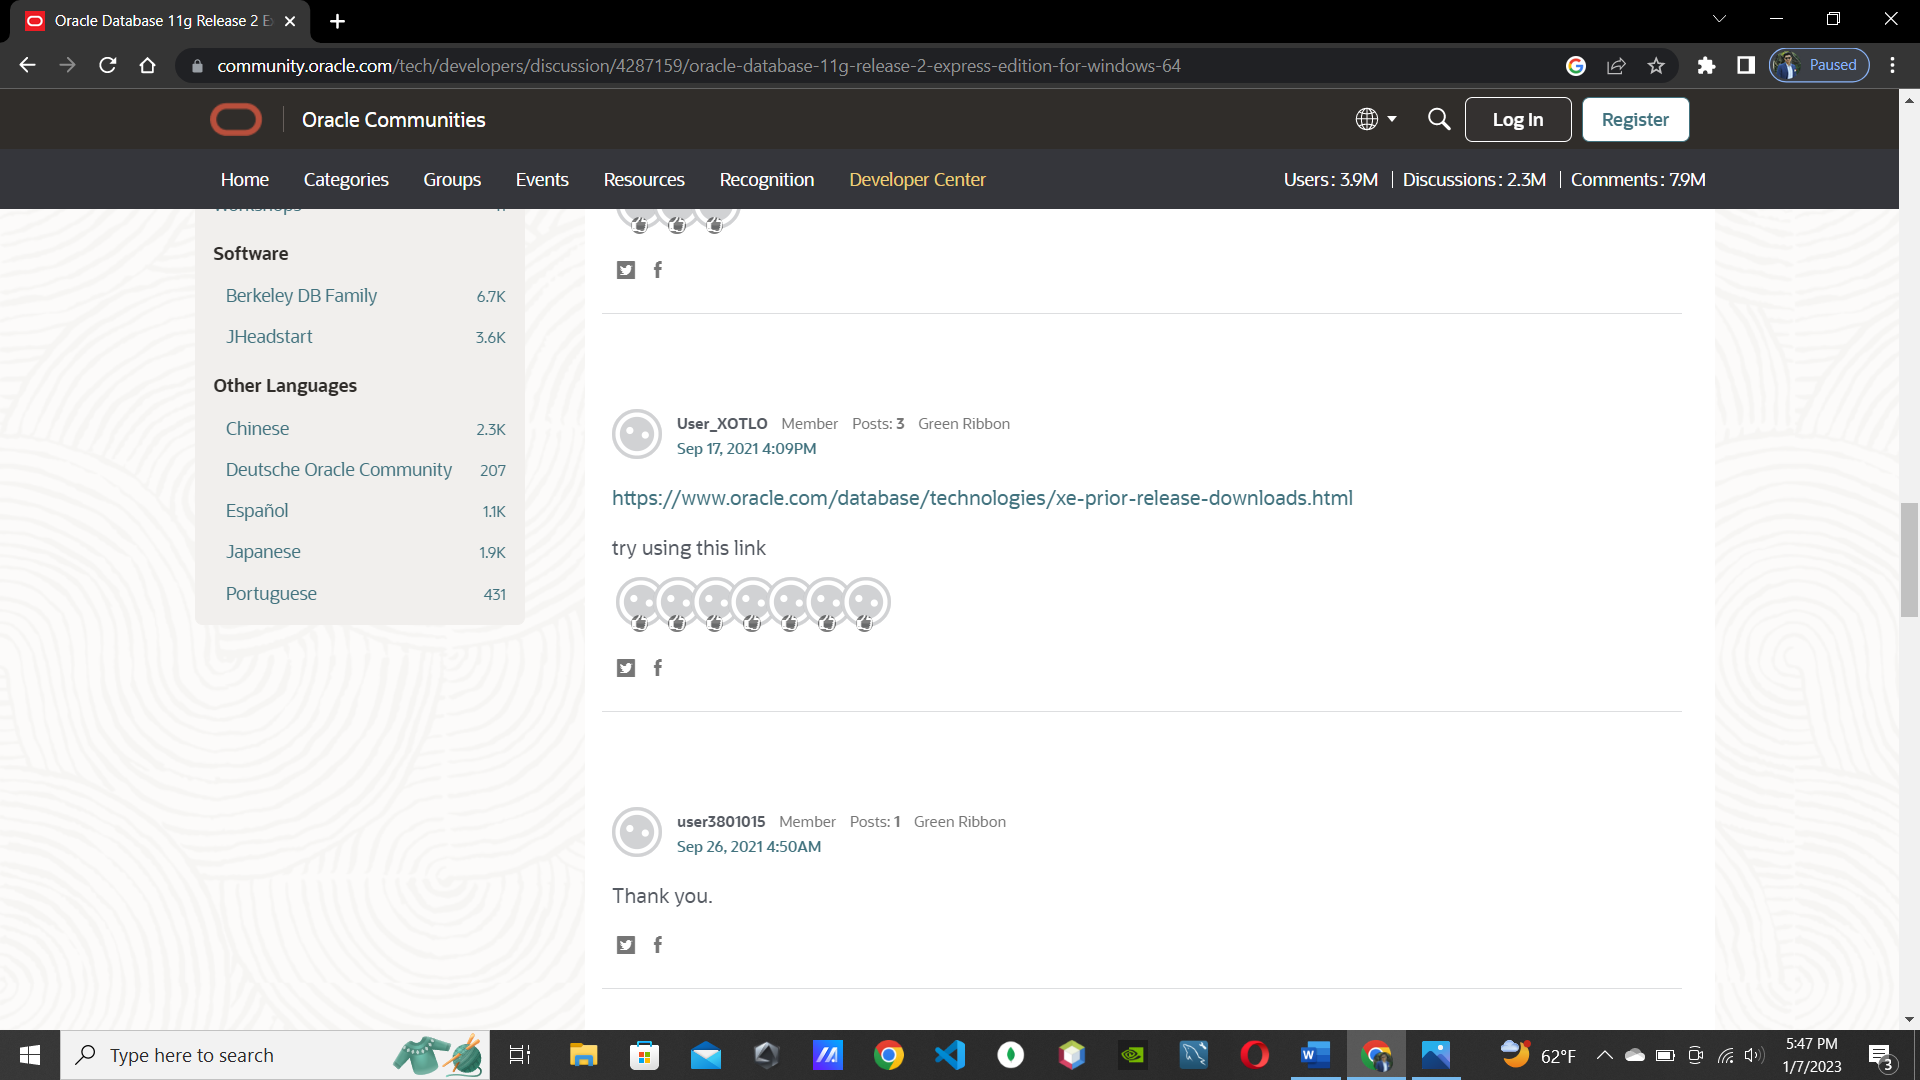 Oracle Database 11g Release 2 E
community.oracle.com/tech/developers/discussion/4287159/oracle-database-11g-release-2-express-edition-for-windows-64
Paused
Oracle Communities
Log In
Register
Home Categories Groups Events Resources Recognition Developer Center
Users : 3.9M | Discussions : 2.3M | Comments : 7.9M
Software
Berkeley DB Family 6.7K
JHeadstart 3.6K
Other Languages
Chinese 2.3K
Deutsche Oracle Community 207
Español 1.1K
Japanese 1.9K
Portuguese 431
User_XOTLO Member Posts: 3 Green Ribbon
Sep 17, 2021 4:09PM
https://www.oracle.com/database/technologies/xe-prior-release-downloads.html
try using this link
user3801015 Member Posts: 1 Green Ribbon
Sep 26, 2021 4:50AM
Thank you.
Type here to search
62°F
5:47 PM
1/7/2023
3